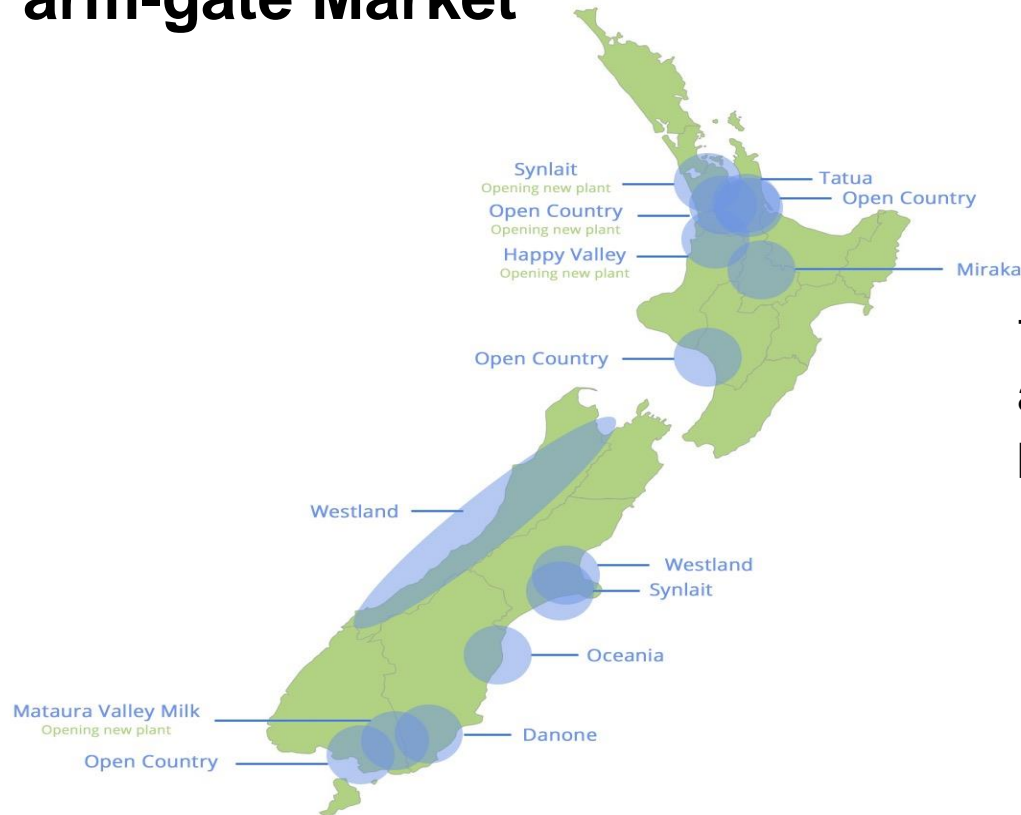 arm-gate Market
Synlait
Opening new plant
Open Country
Opening new plant
Happy Valley
Opening new plant
Tatua
Open Country
Miraka
Open Country
Westland
Westland
Synlait
Oceania
Mataura Valley Milk
Opening new plant
Open Country
Danone